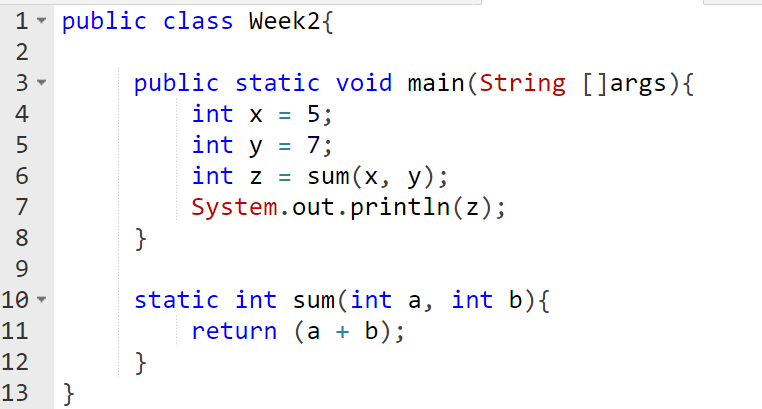 1 public class Week2{
2
3     public static void main(String []args){
4         int x = 5;
5         int y = 7;
6         int z = sum(x, y);
7         System.out.println(z);
8     }
9
10     static int sum(int a, int b){
11         return (a + b);
12     }
13 }